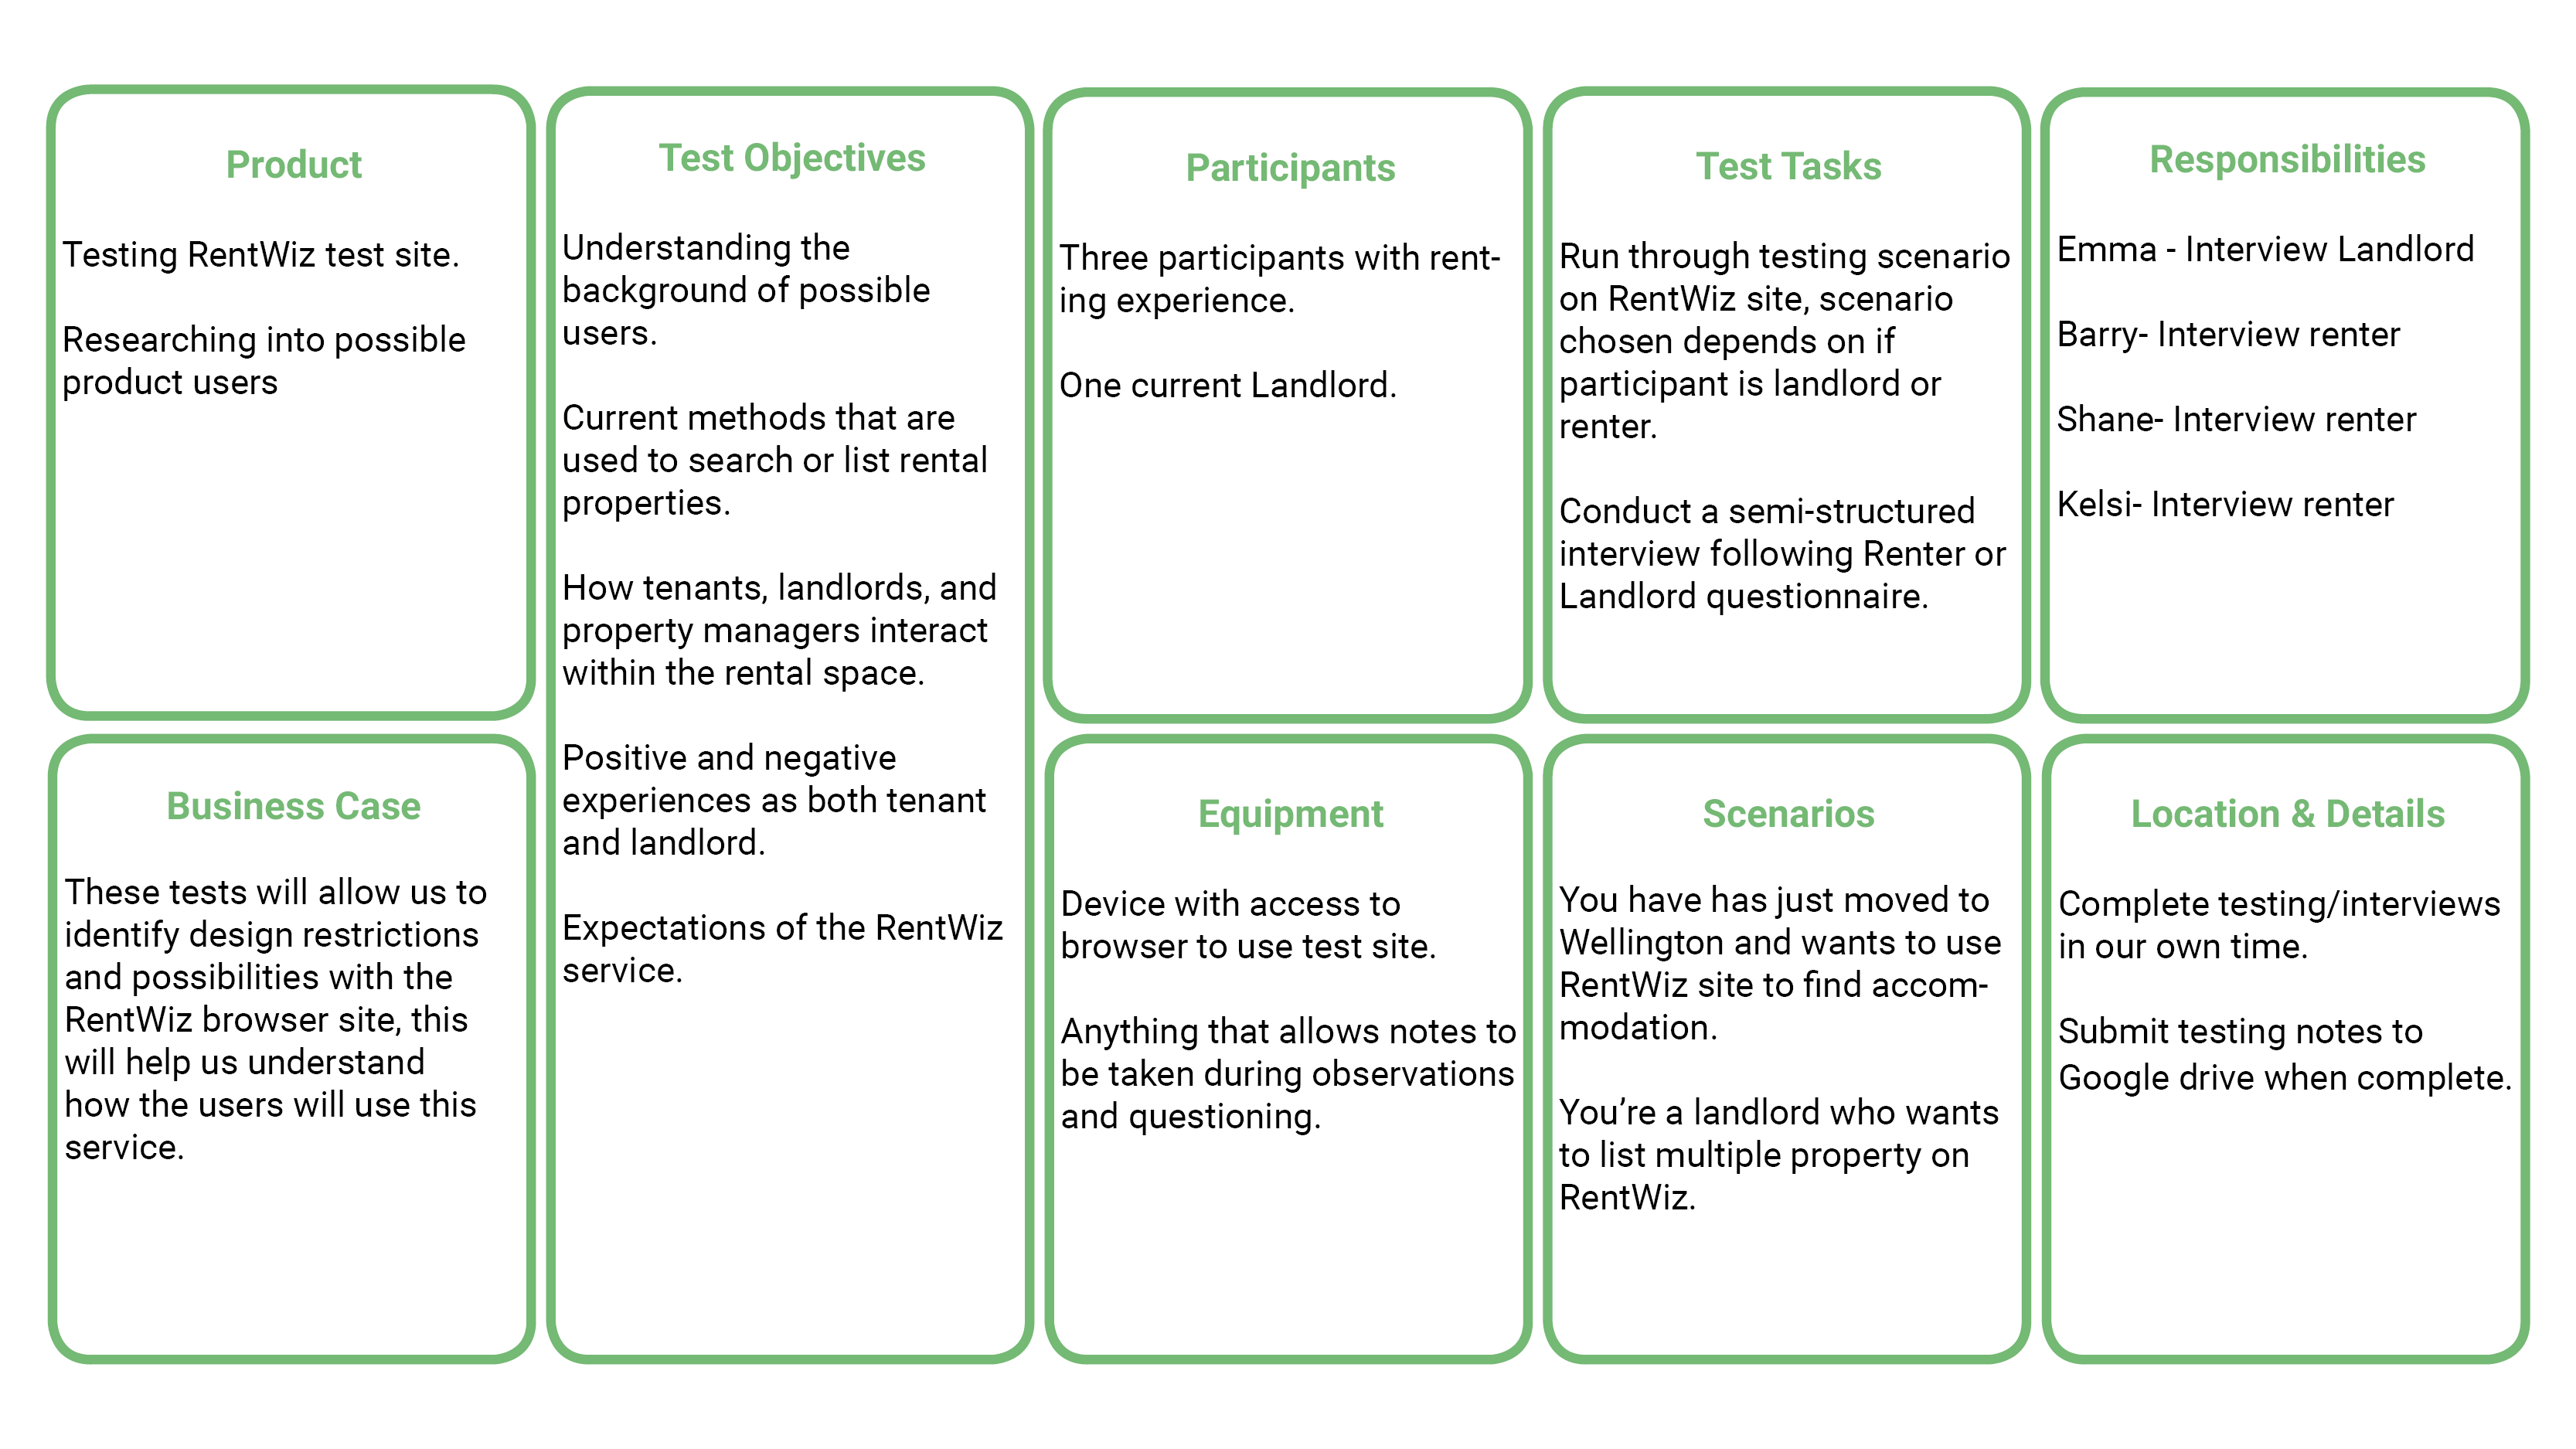 Product
Testing RentWiz test site.
Researching into possible
product users
Business Case
These tests will allow us to
identify design restrictions
and possibilities with the
RentWiz browser site, this
will help us understand
how the users will use this
service.
Test Objectives
Understanding the
background of possible
users.
Current methods that are
used to search or list rental
properties.
How tenants, landlords, and
property managers interact
within the rental space.
Positive and negative
experiences as both tenant
and landlord.
Expectations of the RentWiz
service.
Participants
Three participants with rent-
ing experience.
One current Landlord.
Equipment
Device with access to
browser to use test site.
Anything that allows notes to
be taken during observations
and questioning.
Test Tasks
Run through testing scenario
on RentWiz site, scenario
chosen depends on if
participant is landlord or
renter.
Conduct a semi-structured
interview following Renter or
Landlord questionnaire.
Scenarios
You have has just moved to
Wellington and wants to use
RentWiz site to find accom-
modation.
You’re a landlord who wants
to list multiple property on
RentWiz.
Responsibilities
Emma - Interview Landlord
Barry- Interview renter
Shane- Interview renter
Kelsi- Interview renter
Location & Details
Complete testing/interviews
in our own time.
Submit testing notes to
Google drive when complete.